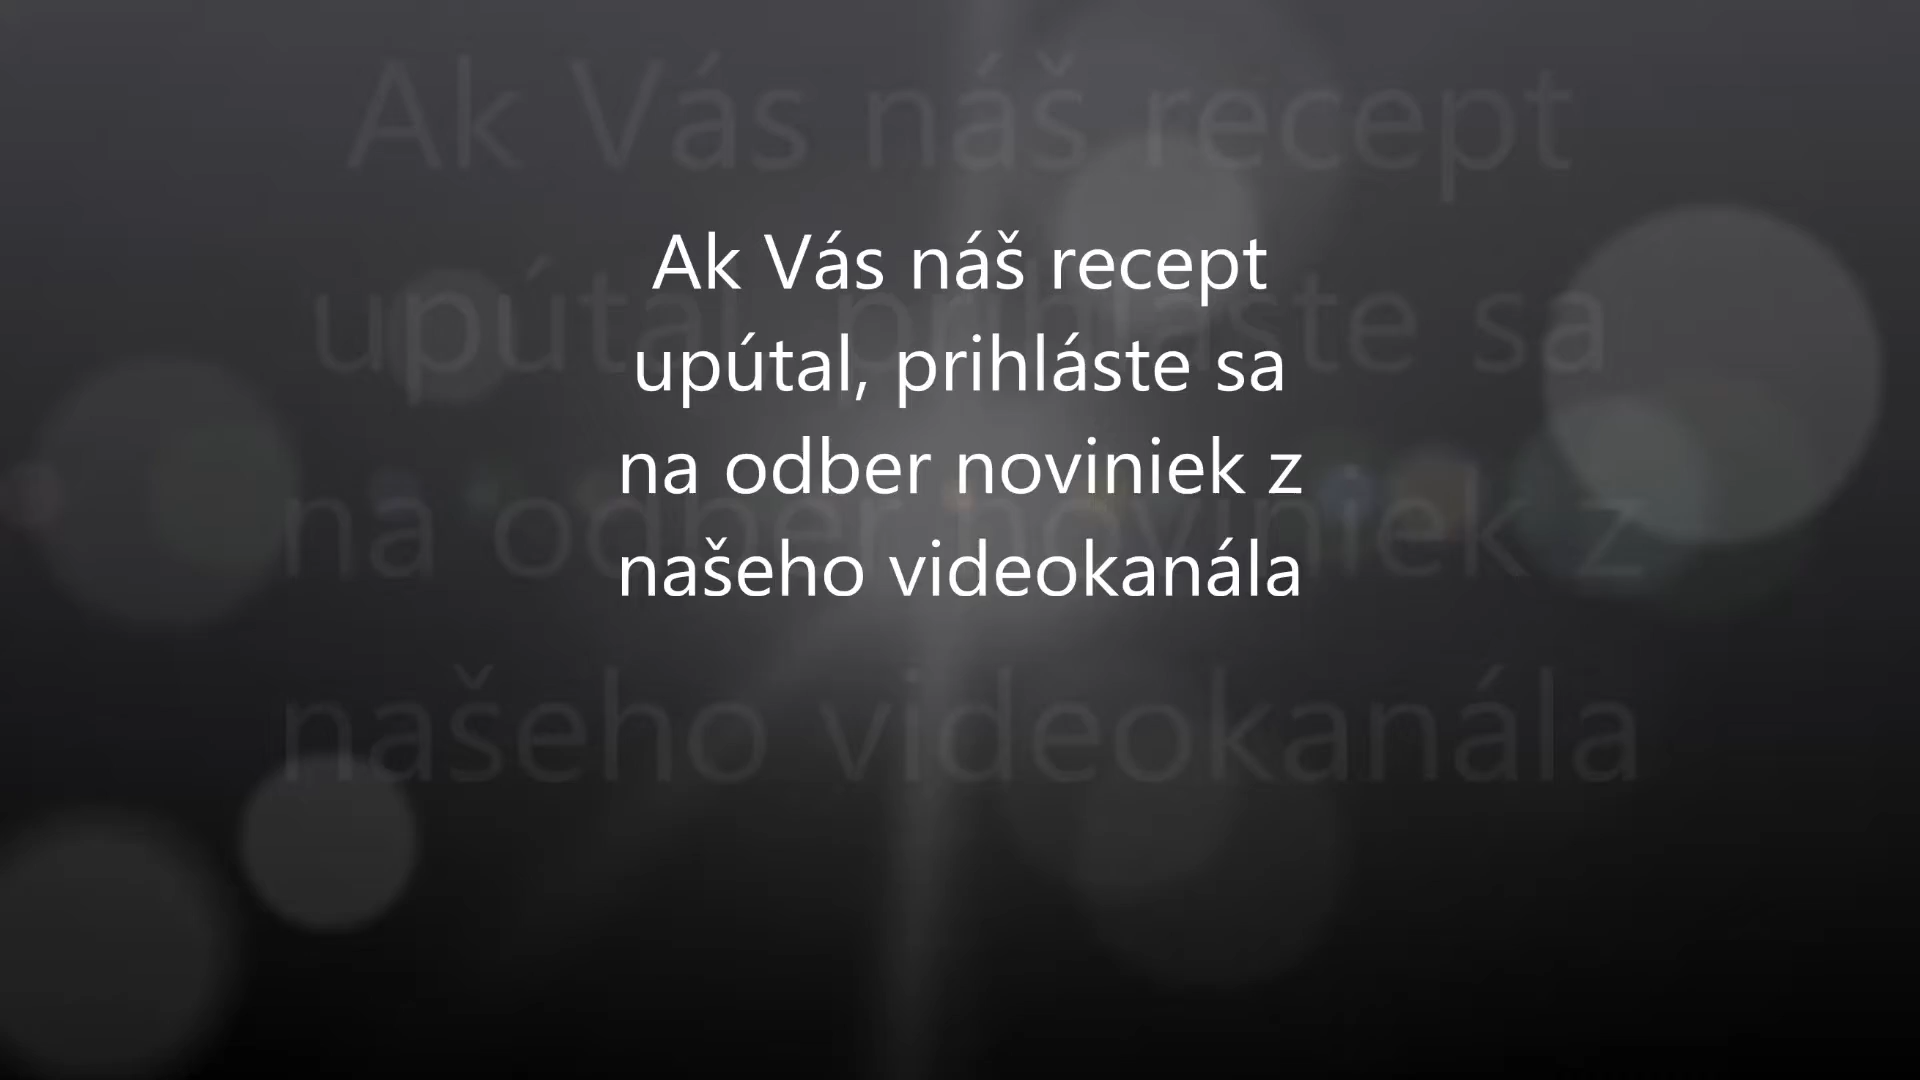 Ak Vás náš recept
upútal, prihláste sa
na odber noviniek z
našeho videokanála